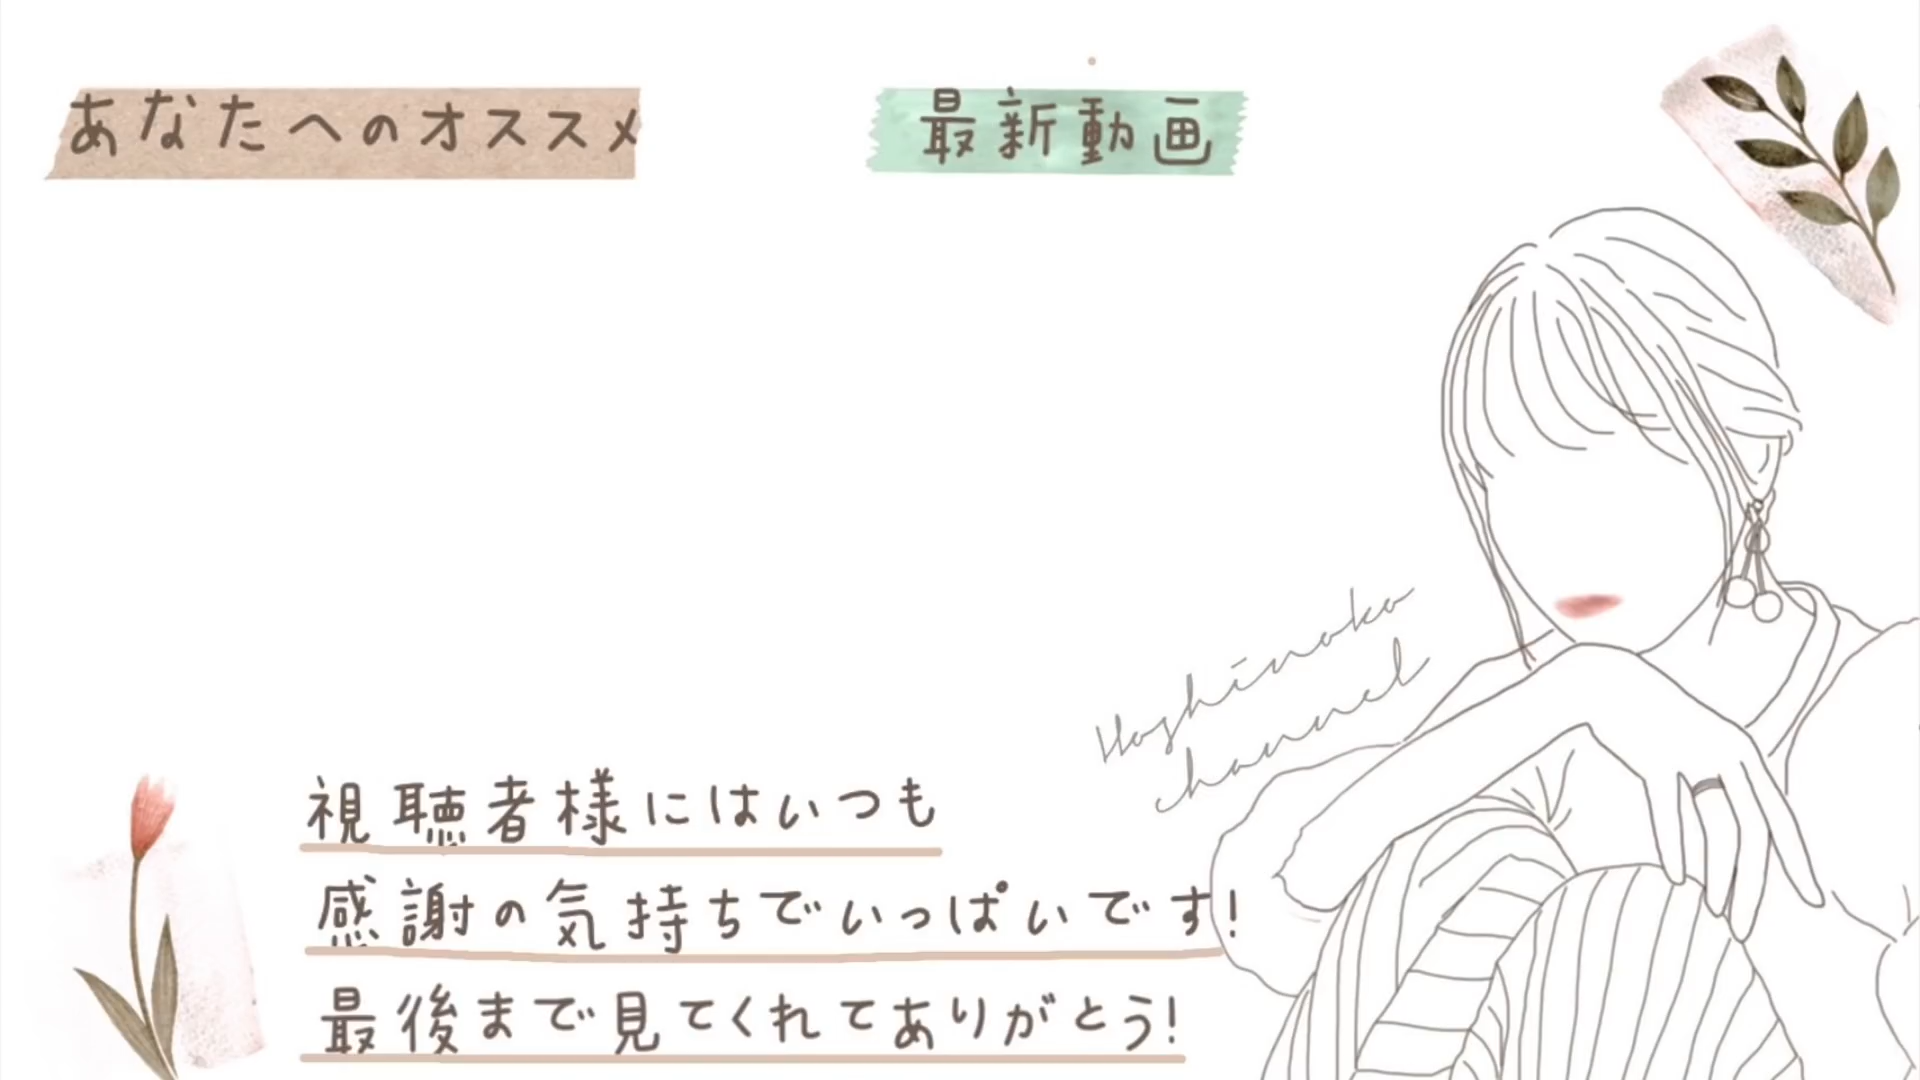 あなたへのオススメ
最新動画
Hoshinoko
channel
視聴者様にはいつも
感謝の気持ちでいっぱいです!
最後まで見てくれてありがとう!